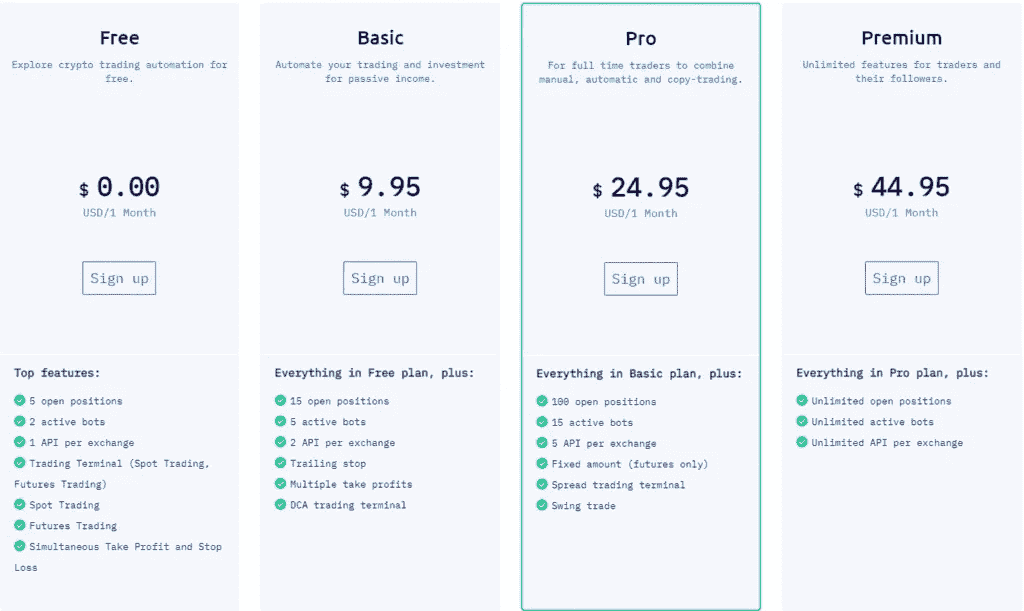 Free
Explore crypto trading automation for
free.
$ 0.00
USD/1 Month
Sign up
Top features:
5 open positions
2 active bots
1 API per exchange
Trading Terminal (Spot Trading,
Futures Trading)
Spot Trading
Futures Trading
Simultaneous Take Profit and Stop
Loss
Basic
Automate your trading and investment
for passive income.
$ 9.95
USD/1 Month
Sign up
Everything in Free plan, plus:
15 open positions
5 active bots
2 API per exchange
Trailing stop
Multiple take profits
DCA trading terminal
Pro
For full time traders to combine
manual, automatic and copy-trading.
$ 24.95
USD/1 Month
Sign up
Everything in Basic plan, plus:
100 open positions
15 active bots
5 API per exchange
Fixed amount (futures only)
Spread trading terminal
Swing trade
Premium
Unlimited features for traders and
their followers.
$ 44.95
USD/1 Month
Sign up
Everything in Pro plan, plus:
Unlimited open positions
Unlimited active bots
Unlimited API per exchange